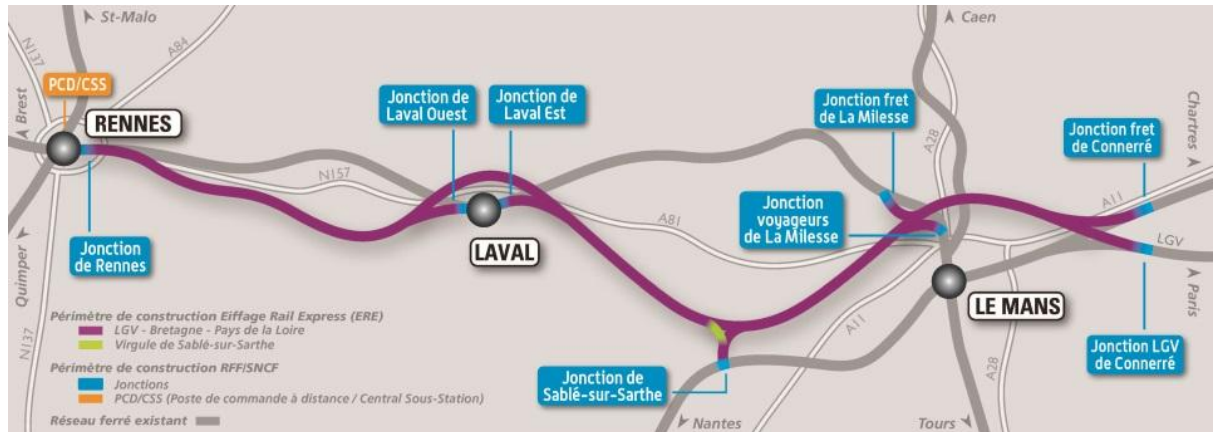 St-Malo
N137
A84
PCD/CSS
Brest
RENNES
Jonction
de Rennes
Quimper
N137
N157
Jonction de
Laval Ouest
Jonction de
Laval Est
LAVAL
A81
Jonction fret
de La Milesse
Jonction
voyageurs
de La Milesse
Caen
A28
Chartres
Jonction fret
de Connerré
A11
LGV
Paris
LE MANS
Jonction LGV
de Connerré
A11
A28
Jonction de
Sablé-sur-Sarthe
Nantes
Tours
Périmètre de construction Eiffage Rail Express (ERE)
LGV - Bretagne - Pays de la Loire
Virgule de Sablé-sur-Sarthe
Périmètre de construction RFF/SNCF
Jonctions
PCD/CSS (Poste de commande à distance / Central Sous-Station)
Réseau ferré existant